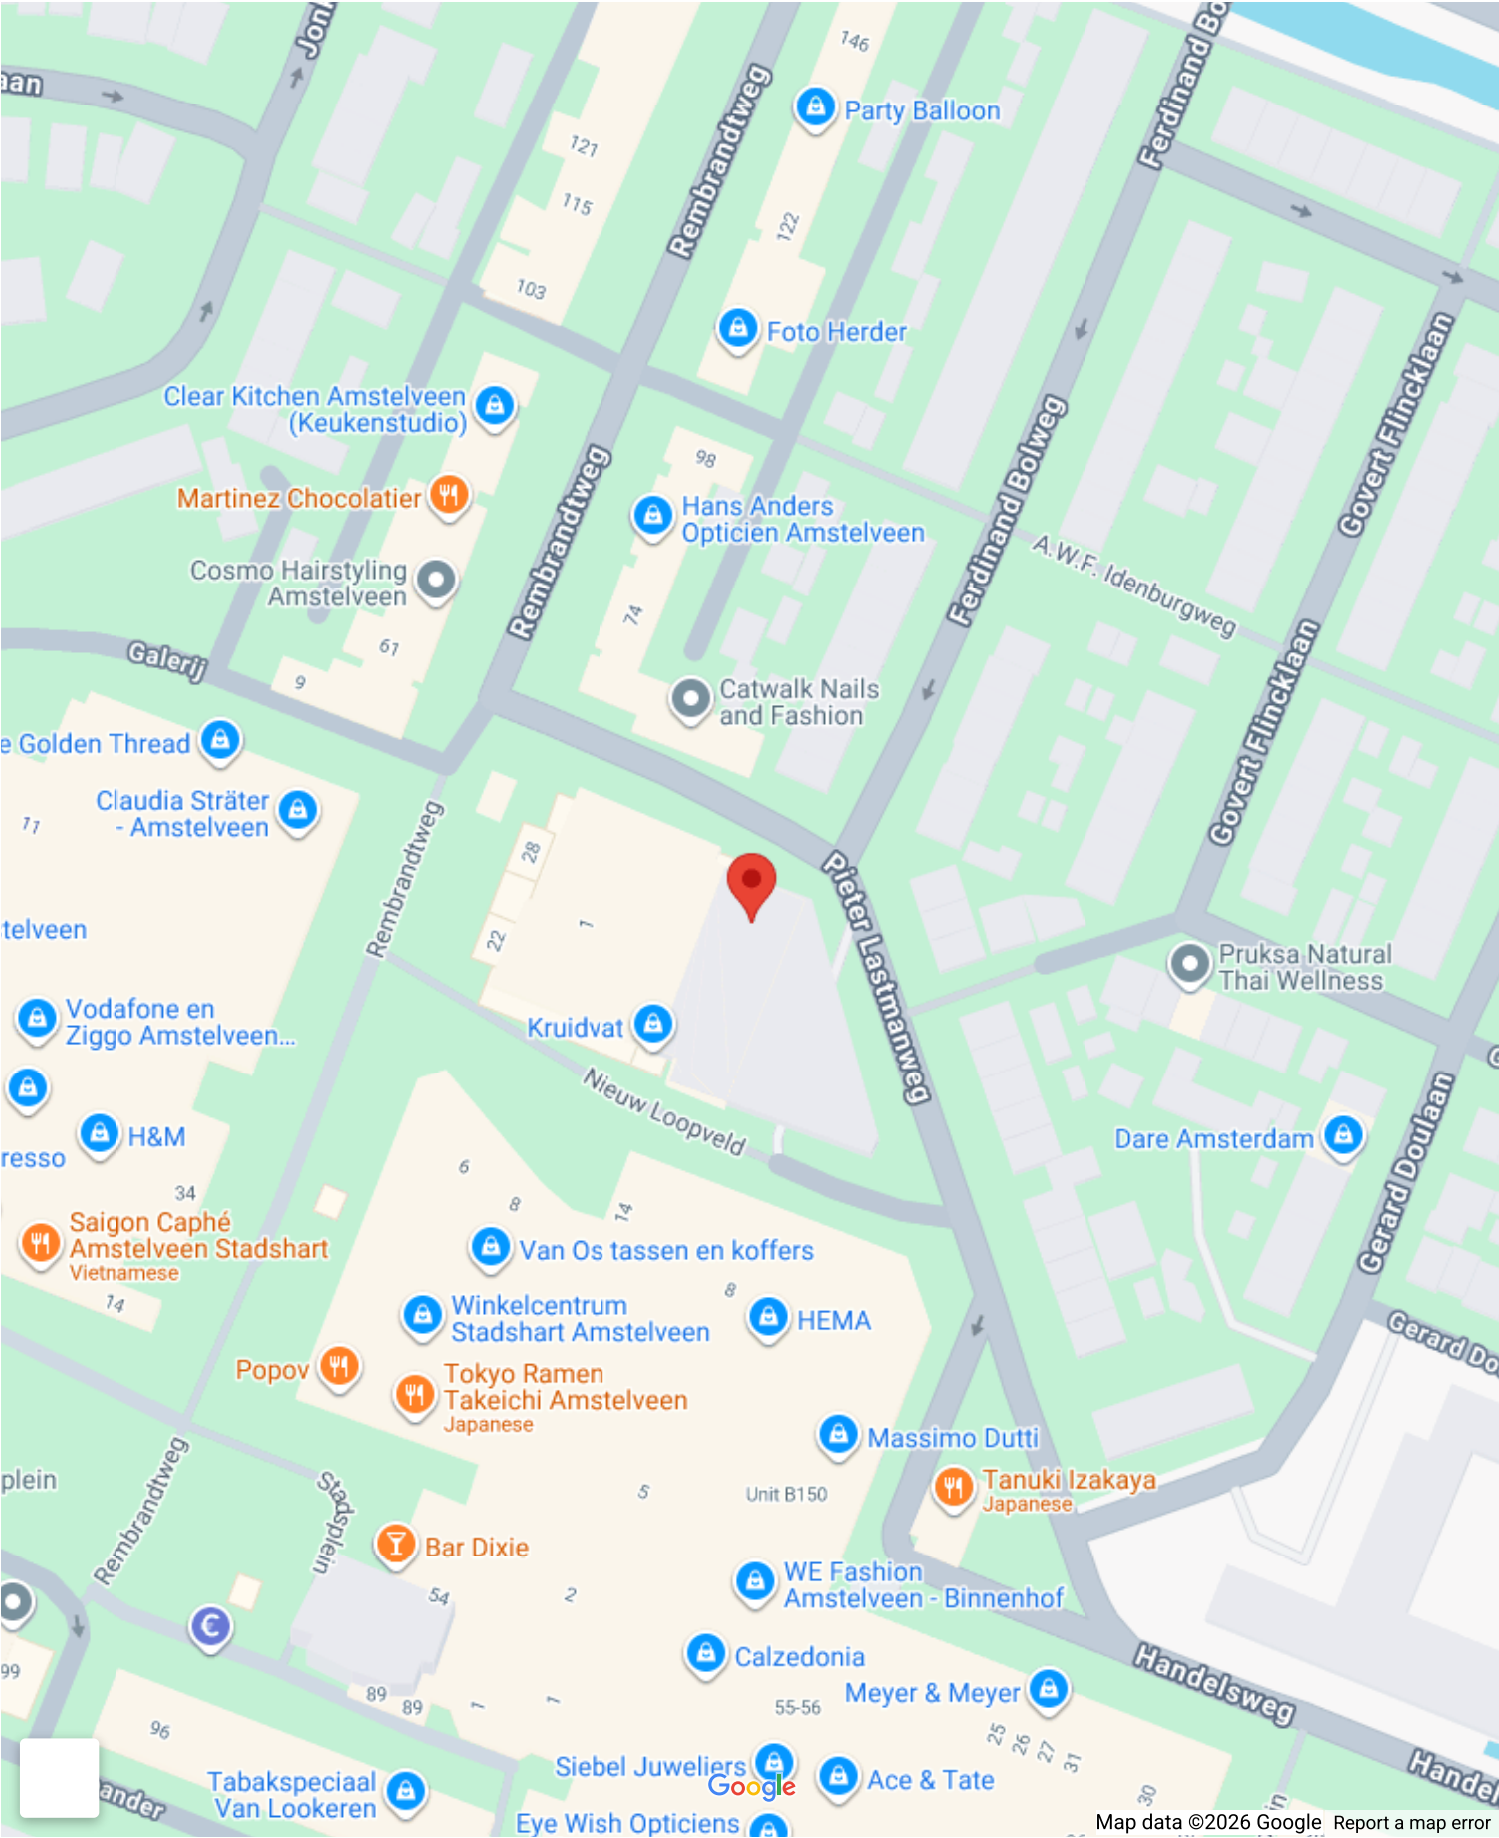 146
Party Balloon
Rembrandtweg
Ferdinand Bo
121
115
122
103
Foto Herder
Clear Kitchen Amstelveen
(Keukenstudio)
Martinez Chocolatier
Cosmo Hairstyling
Amstelveen
Rembrandtweg
98
Hans Anders
Opticien Amstelveen
74
61
9
Galerij
Ferdinand Bolweg
A.W.F. Idenburgweg
Govert Flincklaan
Govert Flincklaan
Catwalk Nails
and Fashion
Golden Thread
Claudia Sträter
- Amstelveen
11
Rembrandtweg
28
22
1
Pieter Lastmanweg
Pruksa Natural
Thai Wellness
telveen
Vodafone en
Ziggo Amstelveen...
Kruidvat
Nieuw Loopveld
H&M
resso
Dare Amsterdam
Gerard Doulaan
34
6
8
14
Saigon Caphé
Amstelveen Stadshart
Vietnamese
14
Van Os tassen en koffers
8
Winkelcentrum
Stadshart Amstelveen
HEMA
Gerard Do
Popov
Tokyo Ramen
Takeichi Amstelveen
Japanese
Massimo Dutti
Rembrandtweg
plein
Stadsplein
5
Unit B150
Tanuki Izakaya
Japanese
Bar Dixie
54
2
WE Fashion
Amstelveen - Binnenhof
€
Calzedonia
Handelsweg
99
89
89
1
1
55-56
Meyer & Meyer
96
25
26
27
31
30
Siebel Juweliers
Google
Ace & Tate
Handel
Tabakspeciaal
Van Lookeren
ander
Eye Wish Opticiens
Map data ©2026 Google
Report a map error